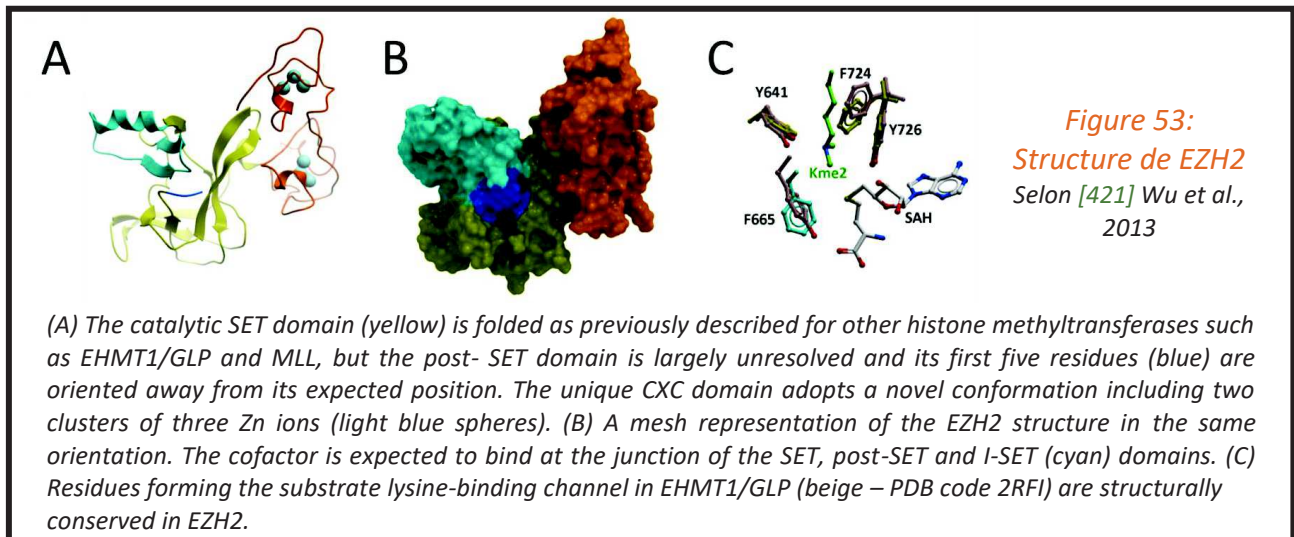 A
B
C
Y641
F724
Y726
Kme2
F665
SAH
Figure 53:
Structure de EZH2
Selon [421] Wu et al.,
2013
(A) The catalytic SET domain (yellow) is folded as previously described for other histone methyltransferases such
as EHMT1/GLP and MLL, but the post- SET domain is largely unresolved and its first five residues (blue) are
oriented away from its expected position. The unique CXC domain adopts a novel conformation including two
clusters of three Zn ions (light blue spheres). (B) A mesh representation of the EZH2 structure in the same
orientation. The cofactor is expected to bind at the junction of the SET, post-SET and I-SET (cyan) domains. (C)
Residues forming the substrate lysine-binding channel in EHMT1/GLP (beige – PDB code 2RFI) are structurally
conserved in EZH2.